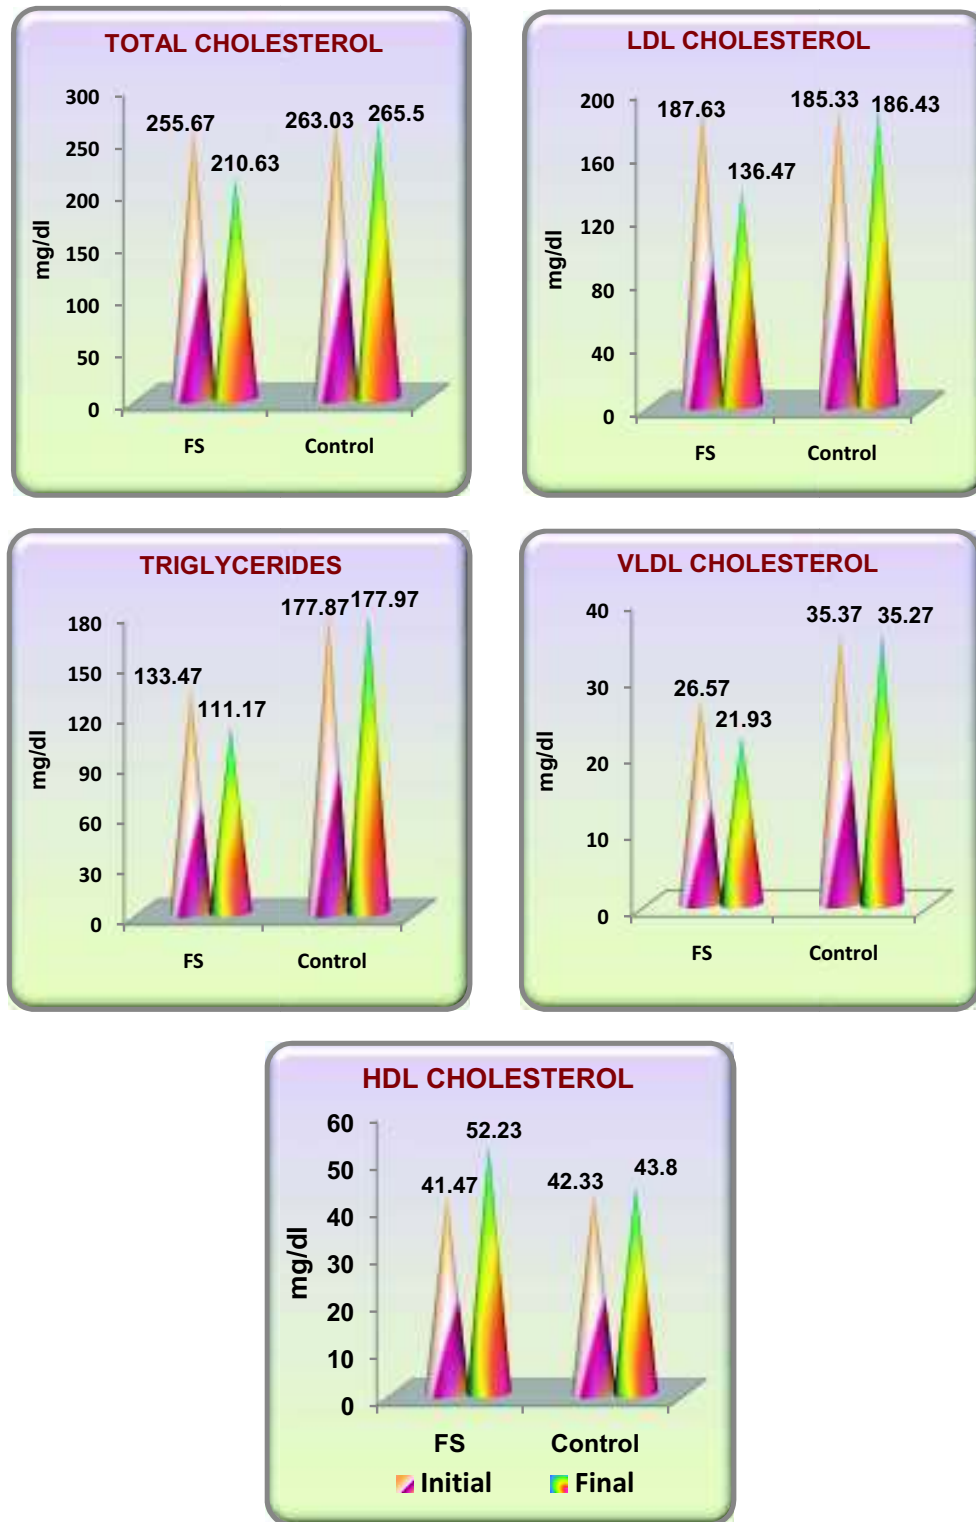 TOTAL CHOLESTEROL
300
250
200
150
100
50
0
mg/dl
255.67
210.63
263.03
265.5
FS
Control
LDL CHOLESTEROL
200
160
120
80
40
0
mg/dl
187.63
136.47
185.33
186.43
FS
Control
TRIGLYCERIDES
180
150
120
90
60
30
0
mg/dl
133.47
111.17
177.87
177.97
FS
Control
VLDL CHOLESTEROL
40
30
20
10
0
mg/dl
26.57
21.93
35.37
35.27
FS
Control
HDL CHOLESTEROL
60
50
40
30
20
10
0
mg/dl
41.47
52.23
42.33
43.8
FS
Control
Initial
Final